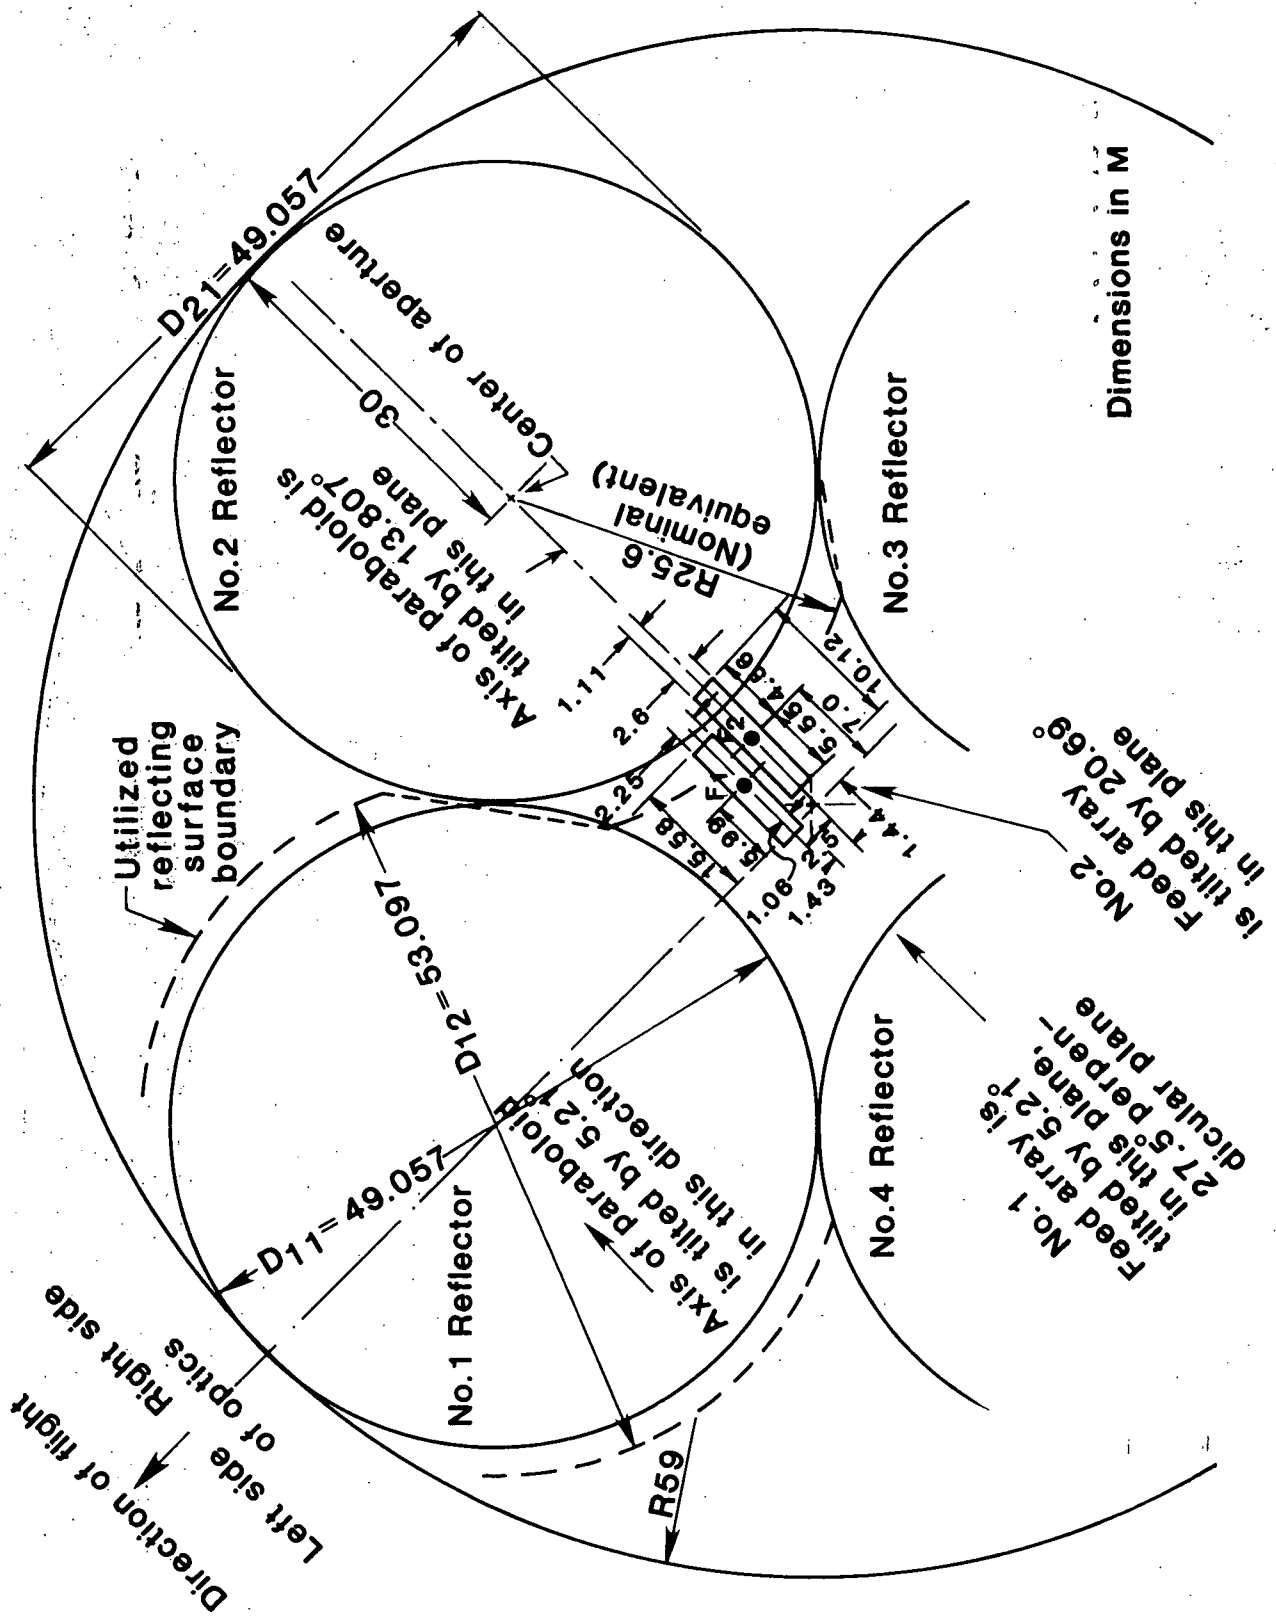 D21=49.057
No.2 Reflector
30
Center of aperture
Axis of paraboloid is
tilted by 13.807°
in this plane
R25.6
(Nominal
equivalent)
Utilized
reflecting
surface
boundary
1.11
2.6
2.25
4.86
10.12
5.55
7.0
15.58
5.99
1.06
1.43
1.44
No.3 Reflector
Dimensions in M
No.2
Feed array
is tilted by 20.69°
in this plane
D12=53.097
D11=49.057
No.1 Reflector
Axis of paraboloid
is tilted by 5.21°
in this direction
No.4 Reflector
No.1
Feed array is
tilted by 5.21°
in this plane,
27.5° perpen-
dicular plane
R59
Direction of flight
Right side
Left side
of optics